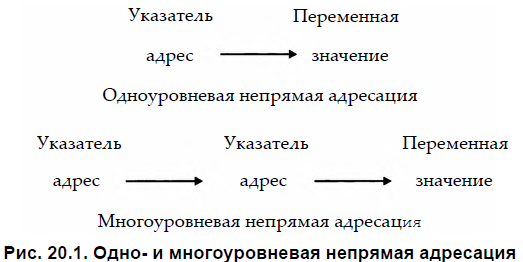 Указатель Переменная
адрес значение
Одноуровневая непрямая адресация
Указатель Указатель Переменная
адрес адрес значение
Многоуровневая непрямая адресация
Рис. 20.1. Одно- и многоуровневая непрямая адресация